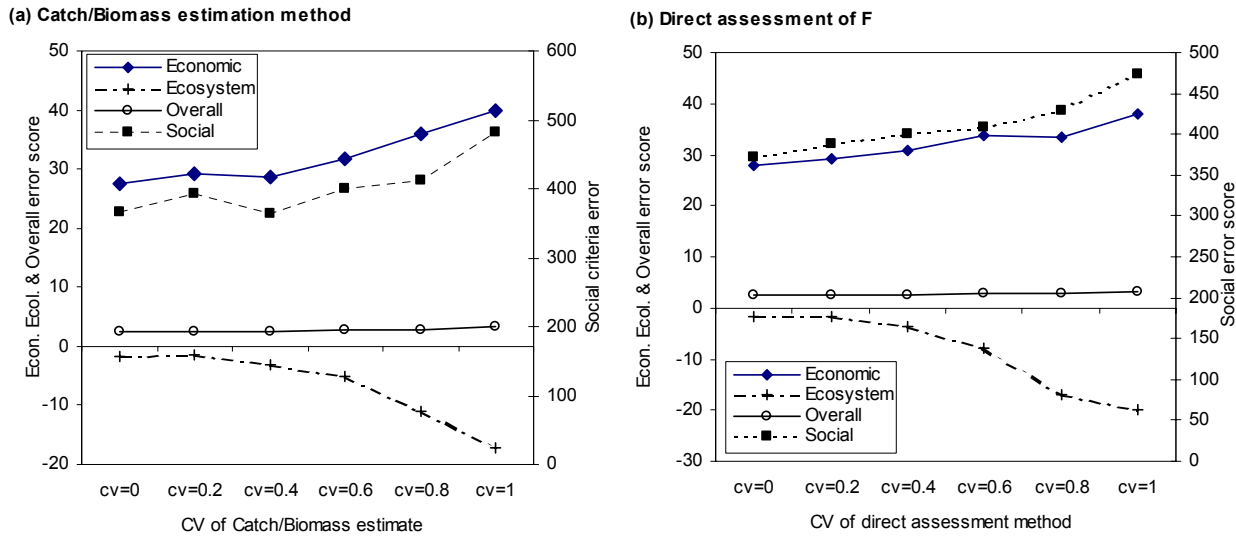 (a) Catch/Biomass estimation method
Econ. Ecol. & Overall error score
50
40
30
20
10
0
-10
-20
Economic
Ecosystem
Overall
Social
600
500
400
300
200
100
0
Social criteria error
cv=0 cv=0.2 cv=0.4 cv=0.6 cv=0.8 cv=1
CV of Catch/Biomass estimate
(b) Direct assessment of F
Econ. Ecol. & Overall error score
50
40
30
20
10
0
-10
-20
-30
Economic
Ecosystem
Overall
Social
500
450
400
350
300
250
200
150
100
50
0
Social error score
cv=0 cv=0.2 cv=0.4 cv=0.6 cv=0.8 cv=1
CV of direct assessment method